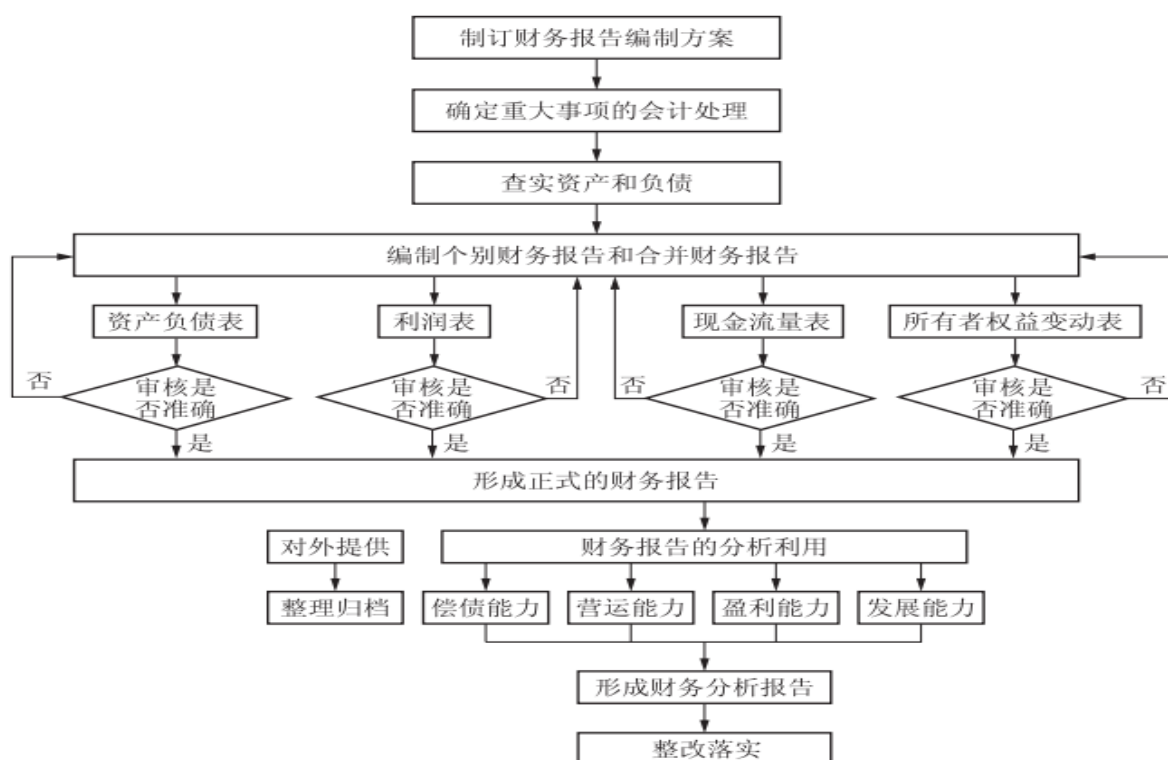 制订财务报告编制方案
确定重大事项的会计处理
查实资产和负债
编制个别财务报告和合并财务报告
资产负债表
利润表
现金流量表
所有者权益变动表
否
审核是
否准确
审核是
否准确
否
否
审核是
否准确
审核是
否准确
否
是
是
是
是
形成正式的财务报告
对外提供
财务报告的分析利用
整理归档
偿债能力
营运能力
盈利能力
发展能力
形成财务分析报告
整改落实